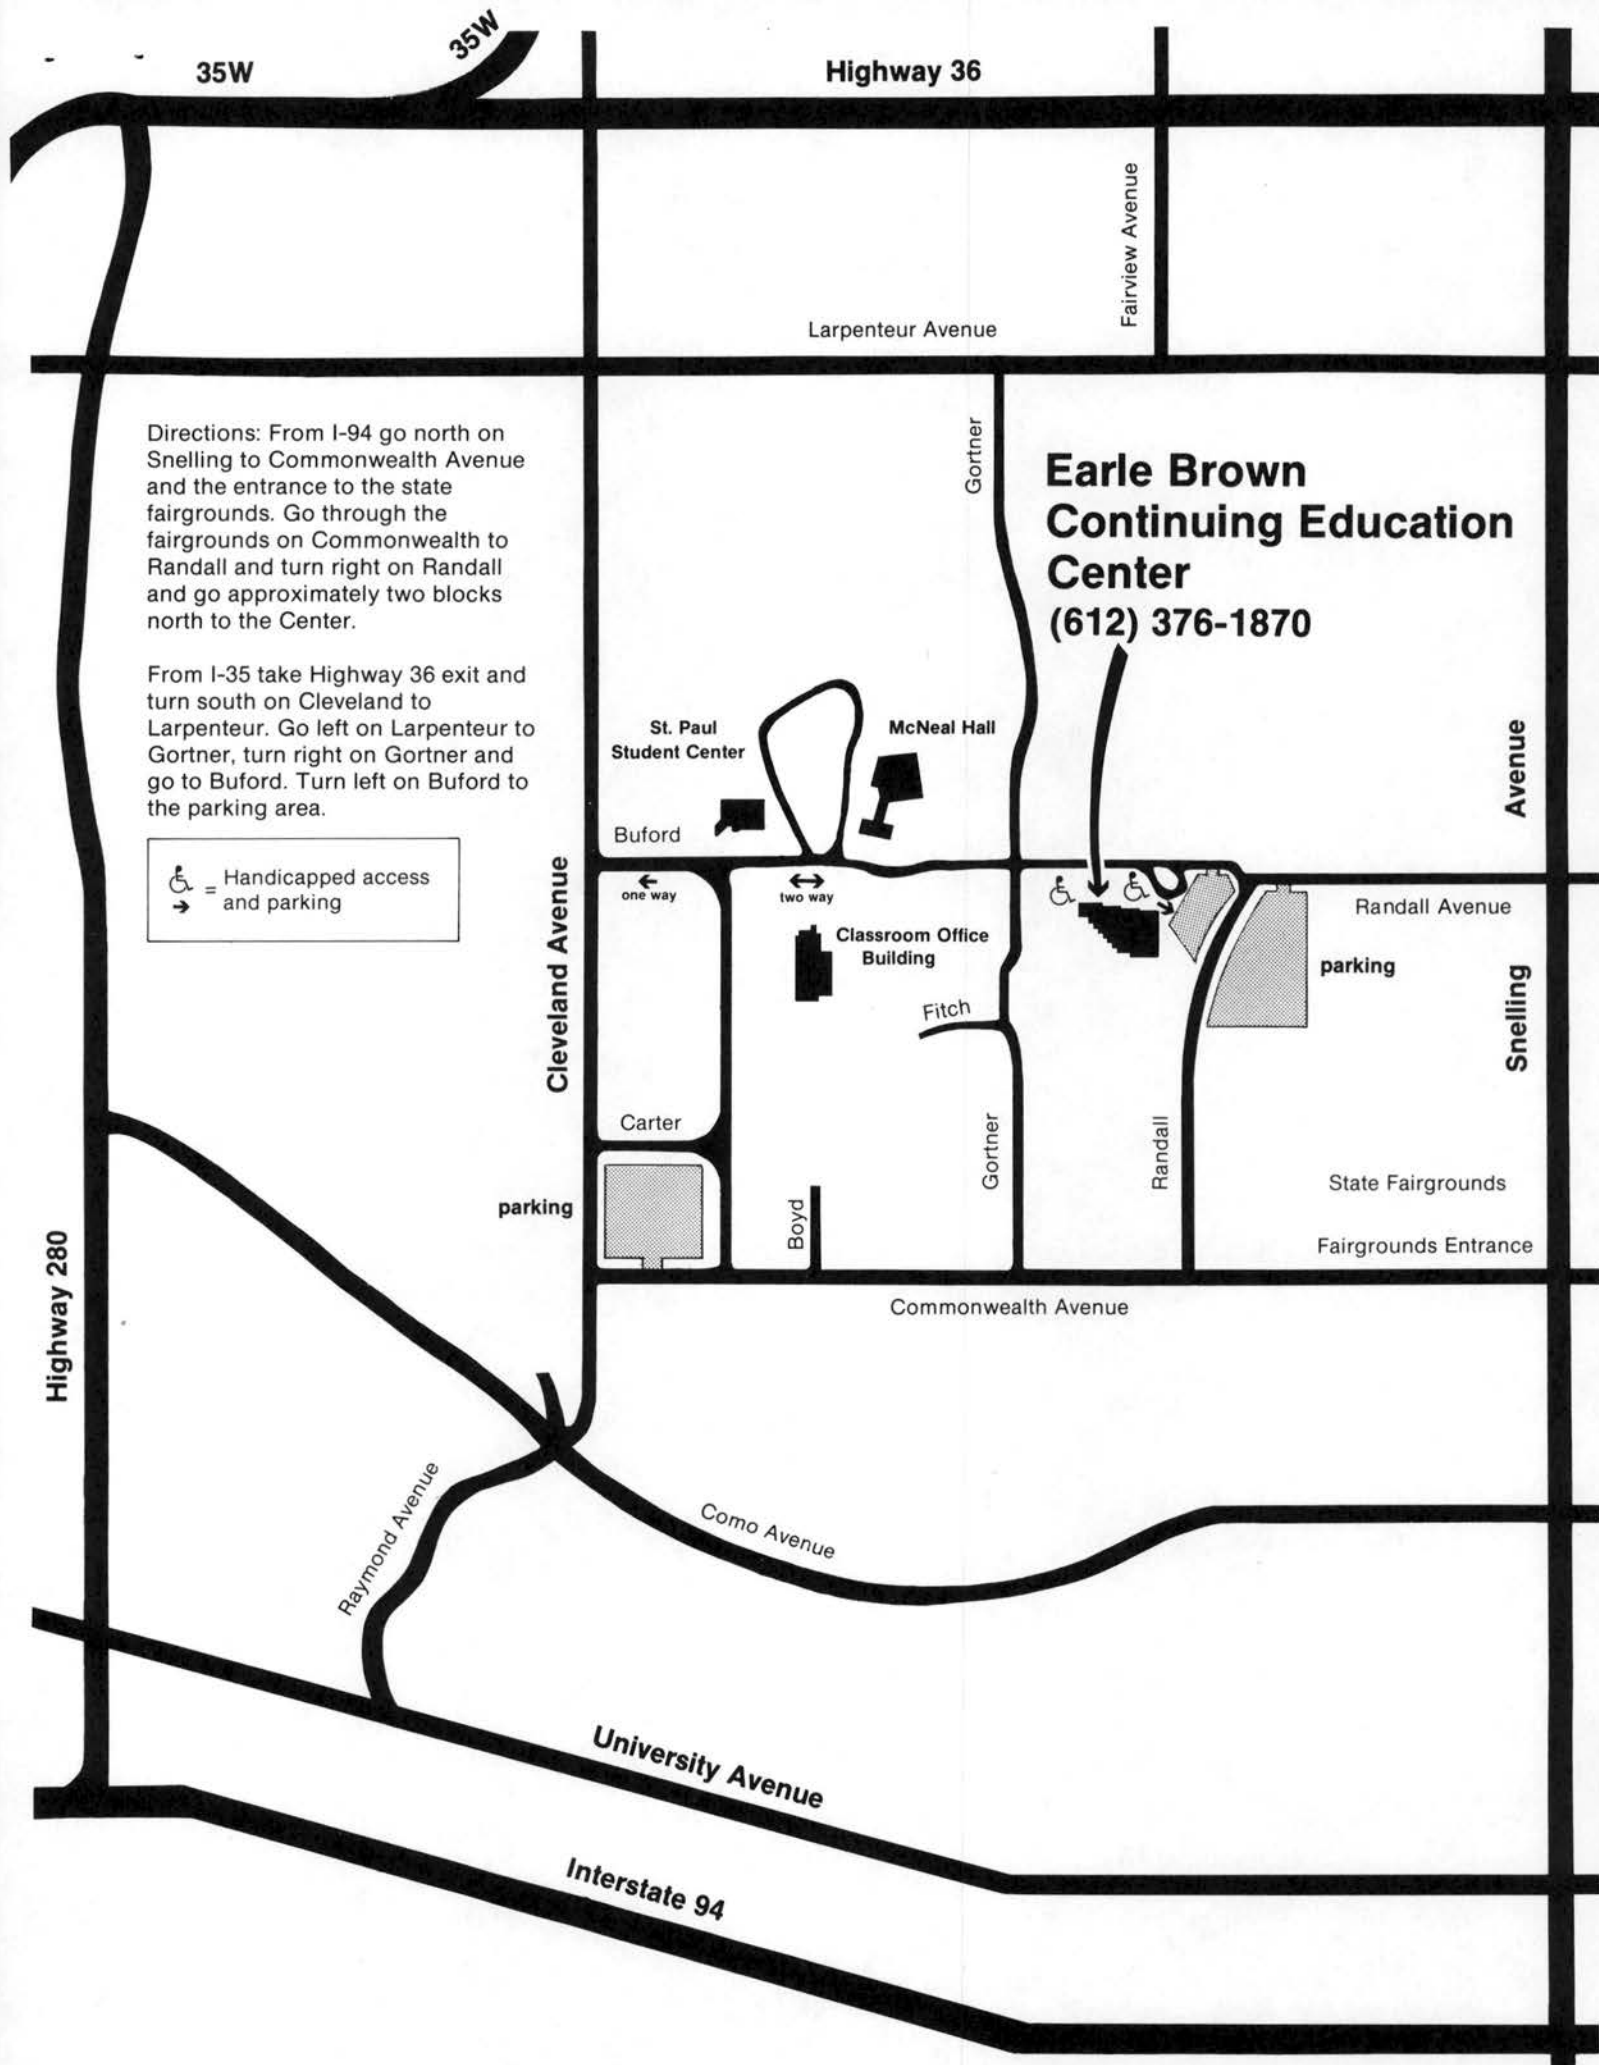 35W
35W
Highway 36
Fairview Avenue
Larpenteur Avenue
Directions: From I-94 go north on
Snelling to Commonwealth Avenue
and the entrance to the state
fairgrounds. Go through the
fairgrounds on Commonwealth to
Randall and turn right on Randall
and go approximately two blocks
north to the Center.
From I-35 take Highway 36 exit and
turn south on Cleveland to
Larpenteur. Go left on Larpenteur to
Gortner, turn right on Gortner and
go to Buford. Turn left on Buford to
the parking area.
= Handicapped access
→ and parking
Gortner
Earle Brown
Continuing Education
Center
(612) 376-1870
St. Paul
Student Center
McNeal Hall
Buford
←
one way
↔
two way
Cleveland Avenue
Classroom Office
Building
Randall Avenue
parking
Snelling Avenue
Fitch
Carter
Gortner
Randall
parking
Boyd
State Fairgrounds
Fairgrounds Entrance
Commonwealth Avenue
Highway 280
Raymond Avenue
Como Avenue
University Avenue
Interstate 94